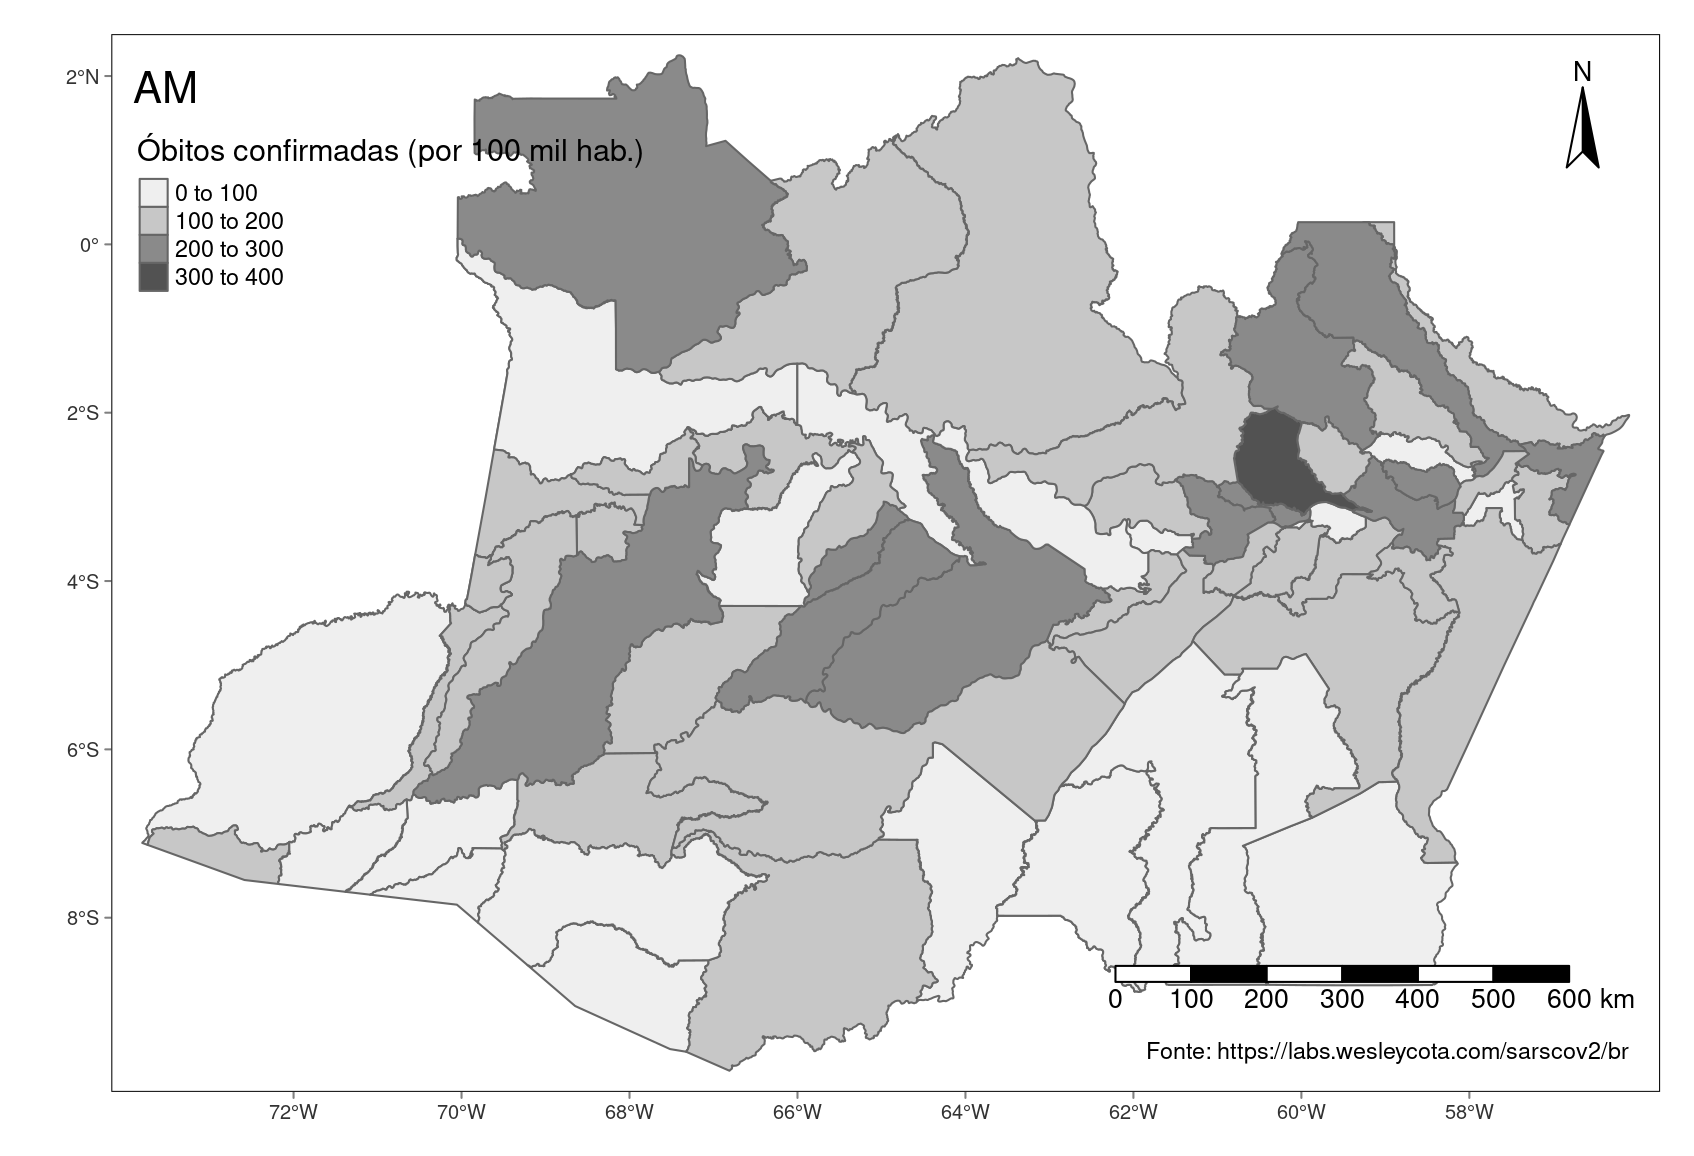 AM
N
Óbitos confirmadas (por 100 mil hab.)
0 to 100
100 to 200
200 to 300
300 to 400
2°N
0°
2°S
4°S
6°S
8°S
0 100 200 300 400 500 600 km
Fonte: https://labs.wesleycota.com/sarscov2/br
72°W 70°W 68°W 66°W 64°W 62°W 60°W 58°W